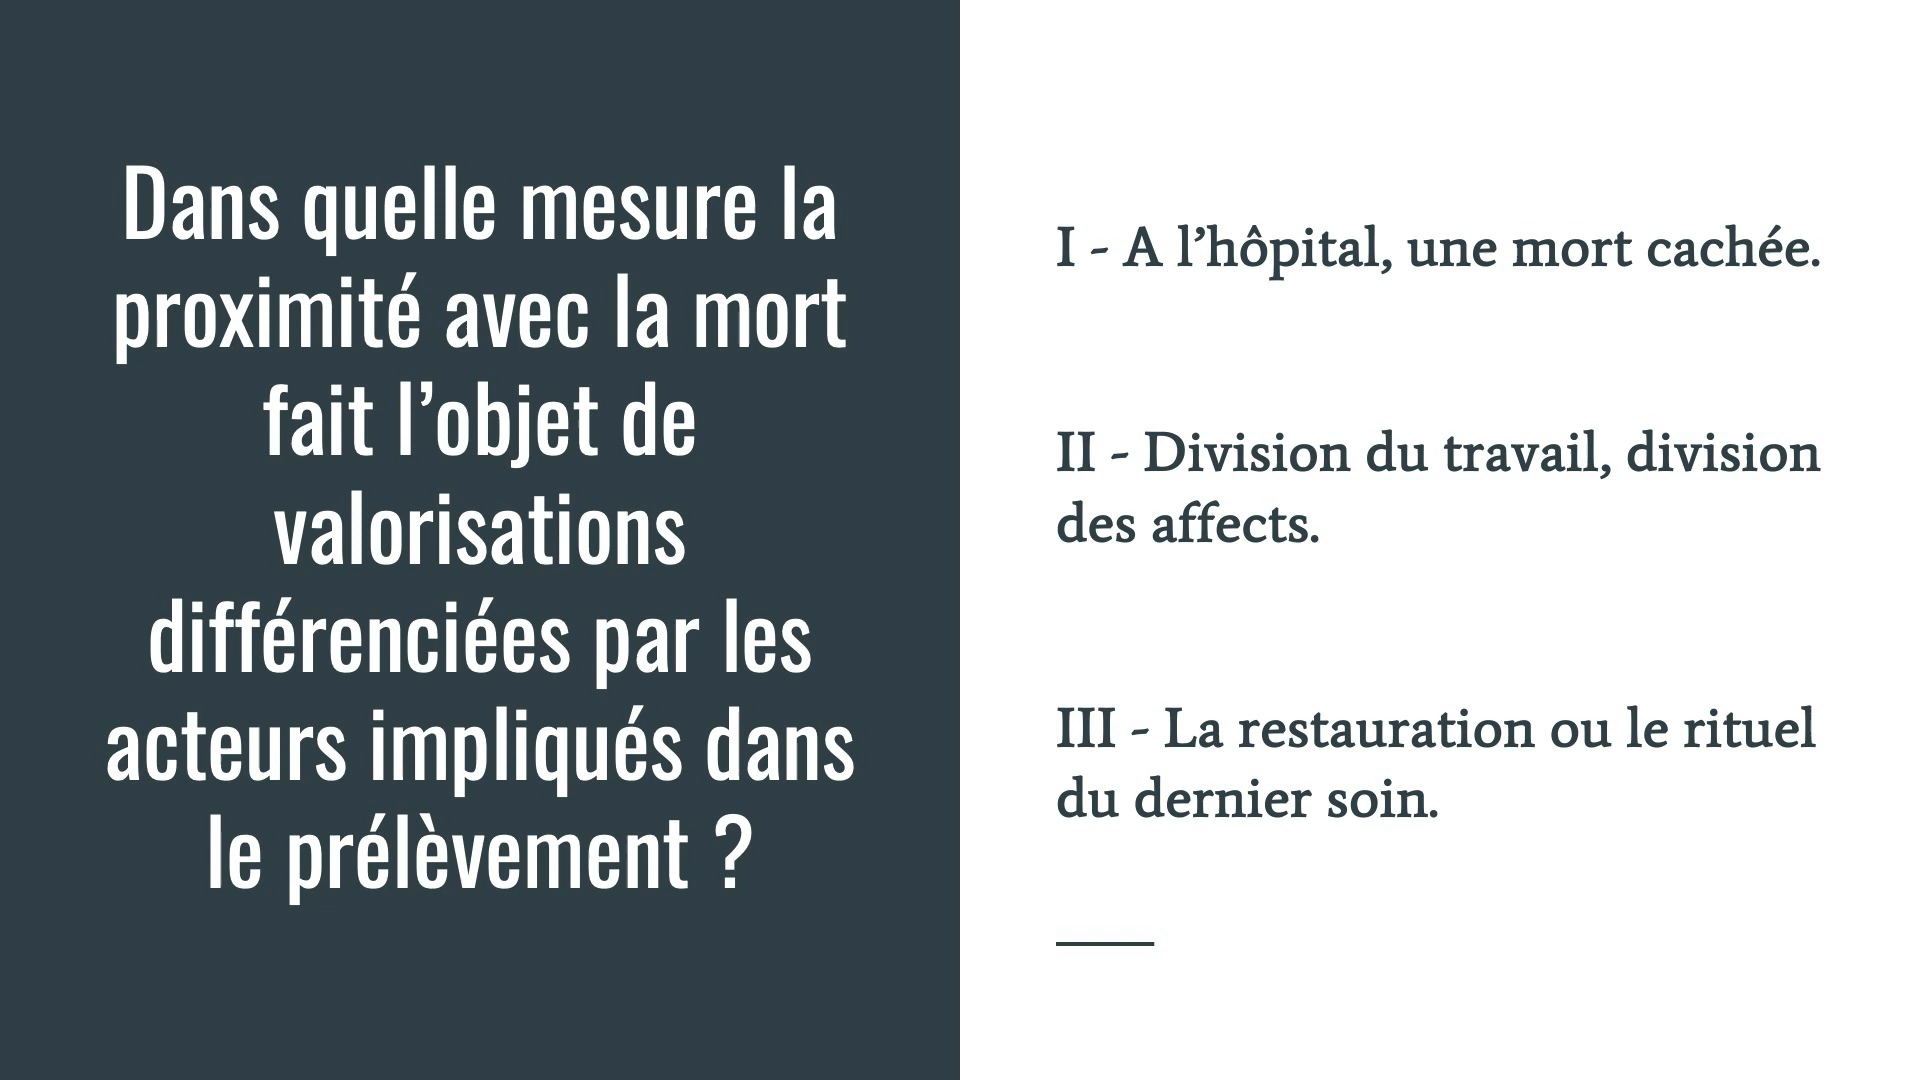 Dans quelle mesure la
proximité avec la mort
fait l’objet de
valorisations
différenciées par les
acteurs impliqués dans
le prélèvement ?
I - A l’hôpital, une mort cachée.
II - Division du travail, division
des affects.
III - La restauration ou le rituel
du dernier soin.